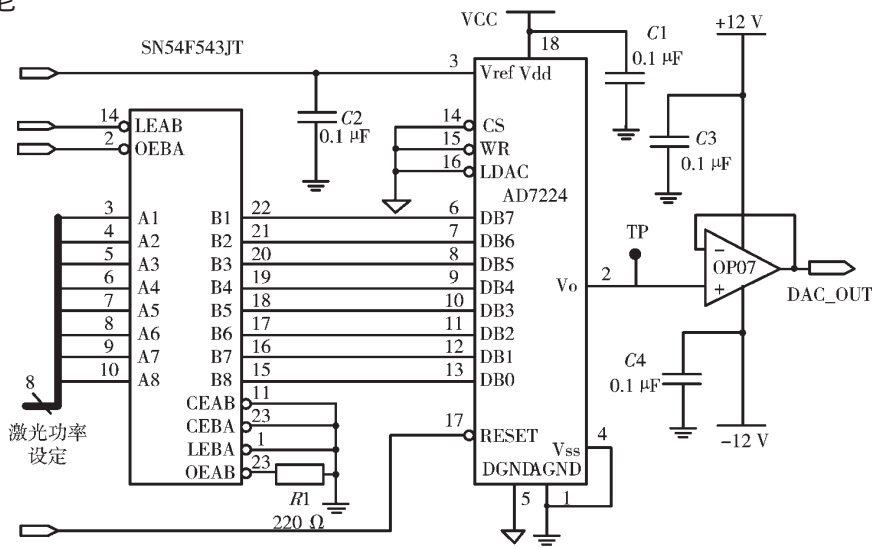 SN54F543JT
VCC
18
C1
0.1 μF
+12 V
3
Vref Vdd
C2
0.1 μF
C3
0.1 μF
14
LEAB
2
OEBA
14
CS
15
WR
16
LDAC
AD7224
3
A1
B1
22
6
DB7
4
A2
B2
21
7
DB6
5
A3
B3
20
8
DB5
6
A4
B4
19
9
DB4
7
A5
B5
18
10
DB3
8
A6
B6
17
11
DB2
9
A7
B7
16
12
DB1
10
A8
B8
15
13
DB0
Vo
2
TP
−
OP07
+
DAC_OUT
C4
0.1 μF
−12 V
8
激光功率
设定
CEAB
11
CEBA
23
LEBA
1
OEAB
23
R1
220 Ω
17
RESET
Vss
4
DGND
AGND
5
1